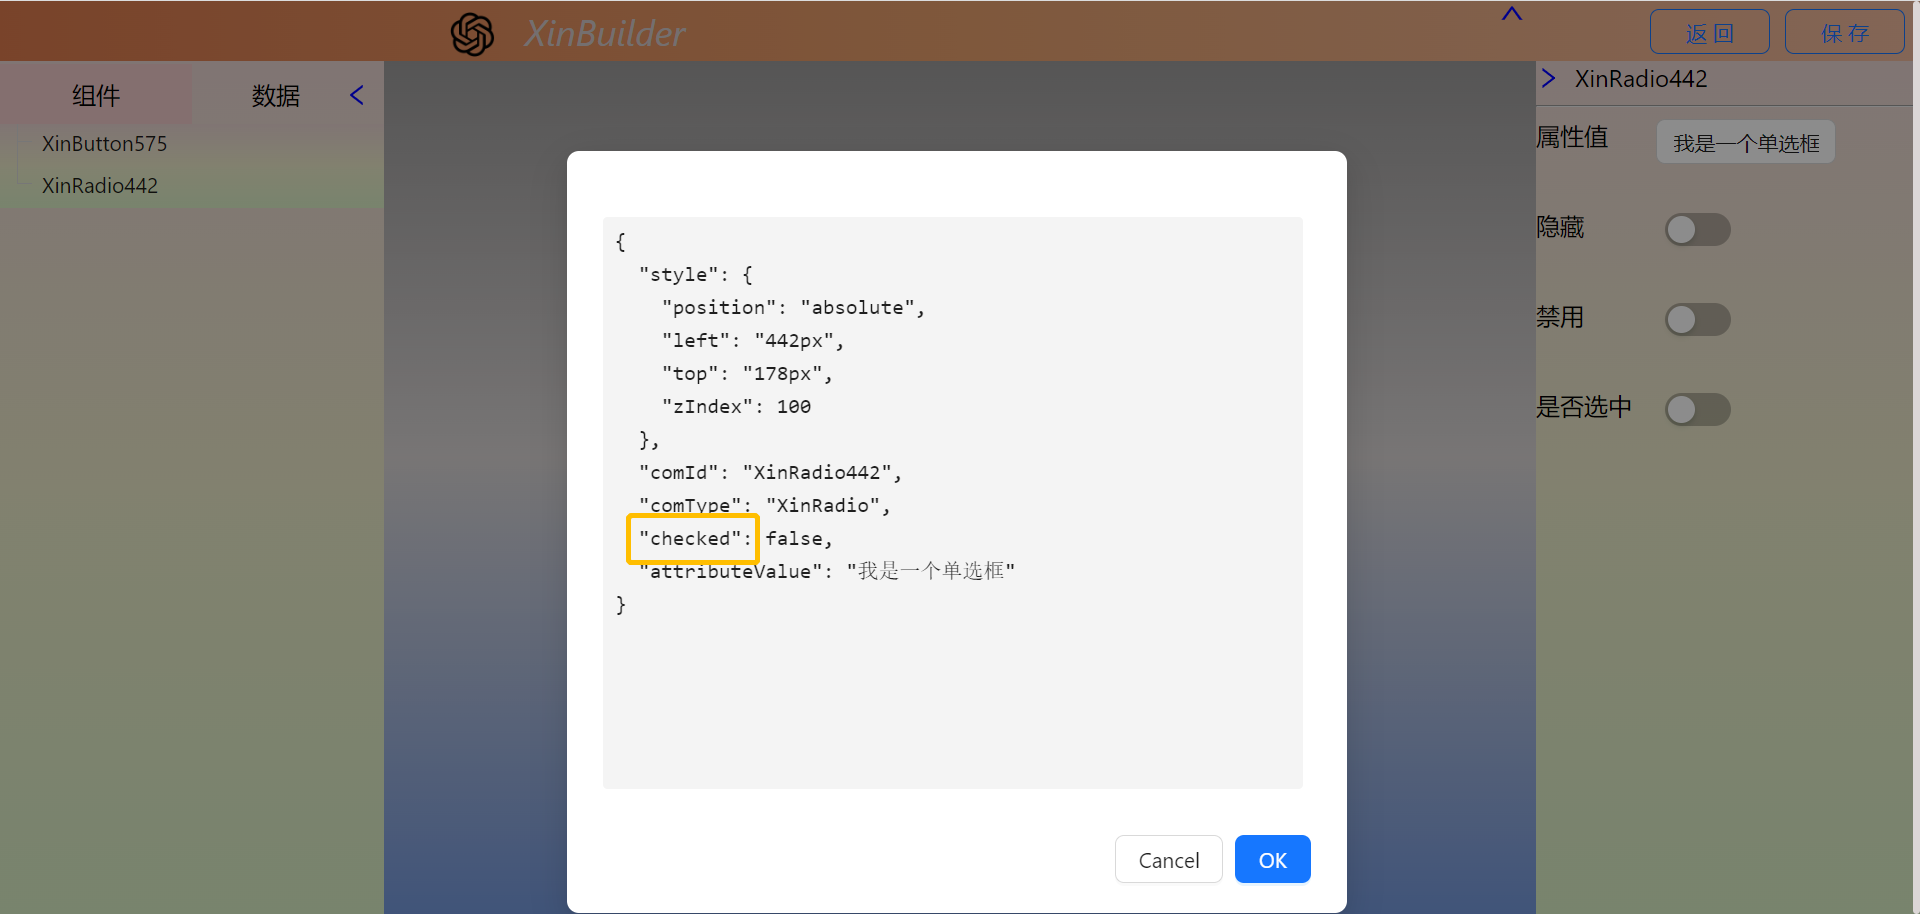 XinBuilder
返 回
保 存
组件
数据
XinButton575
XinRadio442
{
"style": {
"position": "absolute",
"left": "442px",
"top": "178px",
"zIndex": 100
},
"comId": "XinRadio442",
"comType": "XinRadio",
"checked": false,
"attributeValue": "我是一个单选框"
}
Cancel
OK
XinRadio442
属性值
我是一个单选框
隐藏
禁用
是否选中